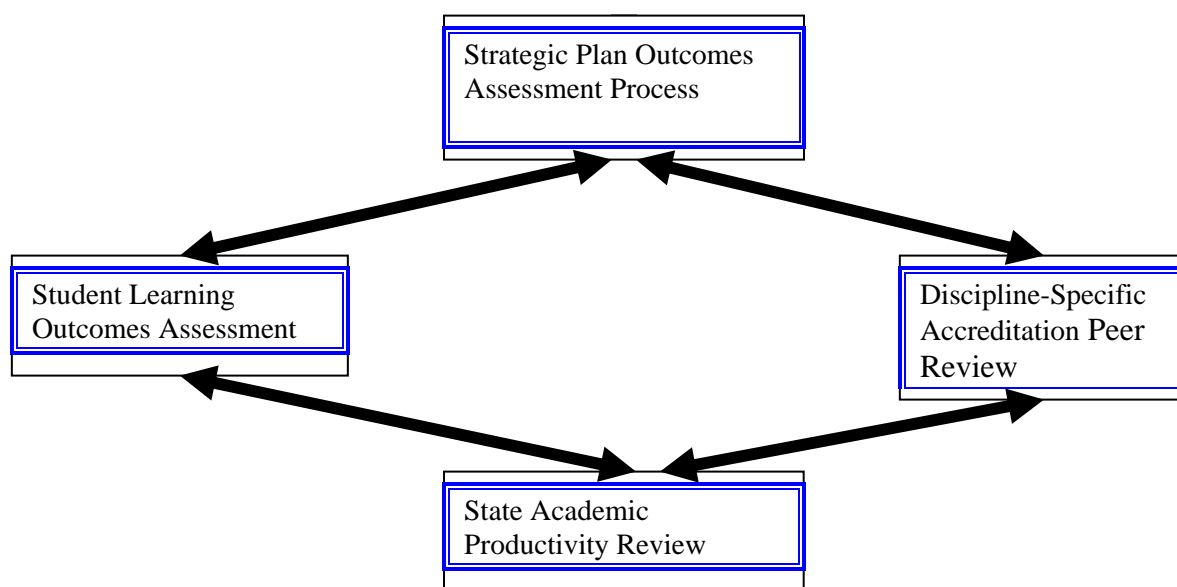 Strategic Plan Outcomes
Assessment Process
Student Learning
Outcomes Assessment
Discipline-Specific
Accreditation Peer
Review
State Academic
Productivity Review